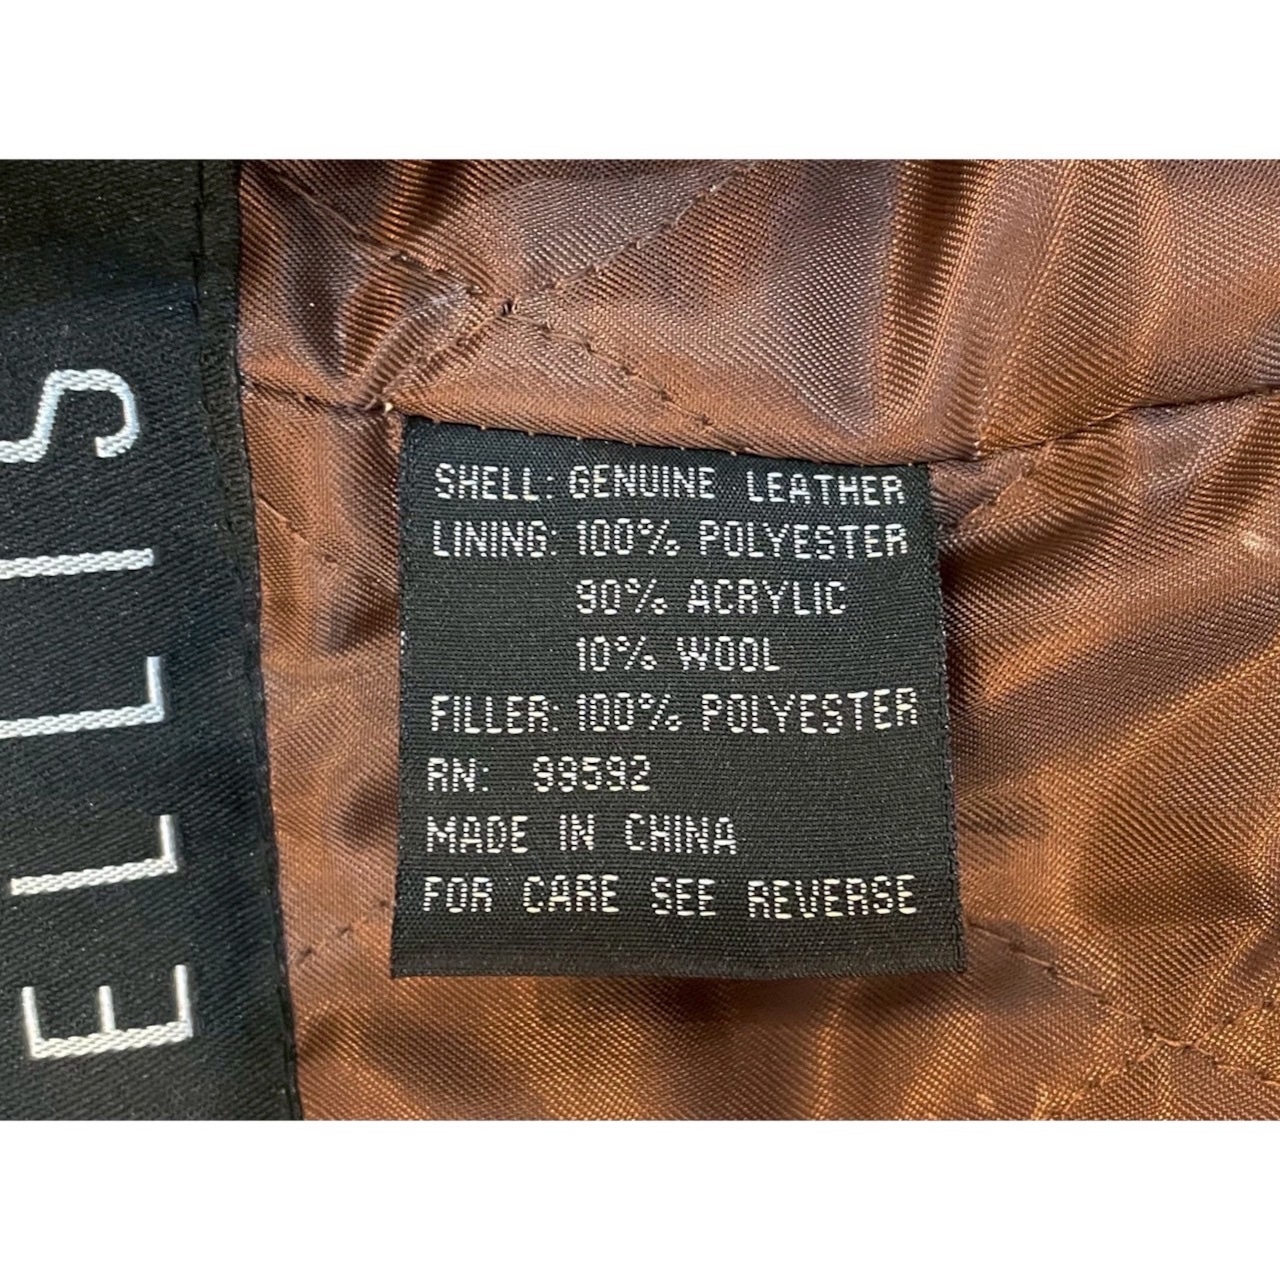 ELLIS
SHELL: GENUINE LEATHER
LINING: 100% POLYESTER
90% ACRYLIC
10% WOOL
FILLER: 100% POLYESTER
RN: 99592
MADE IN CHINA
FOR CARE SEE REVERSE